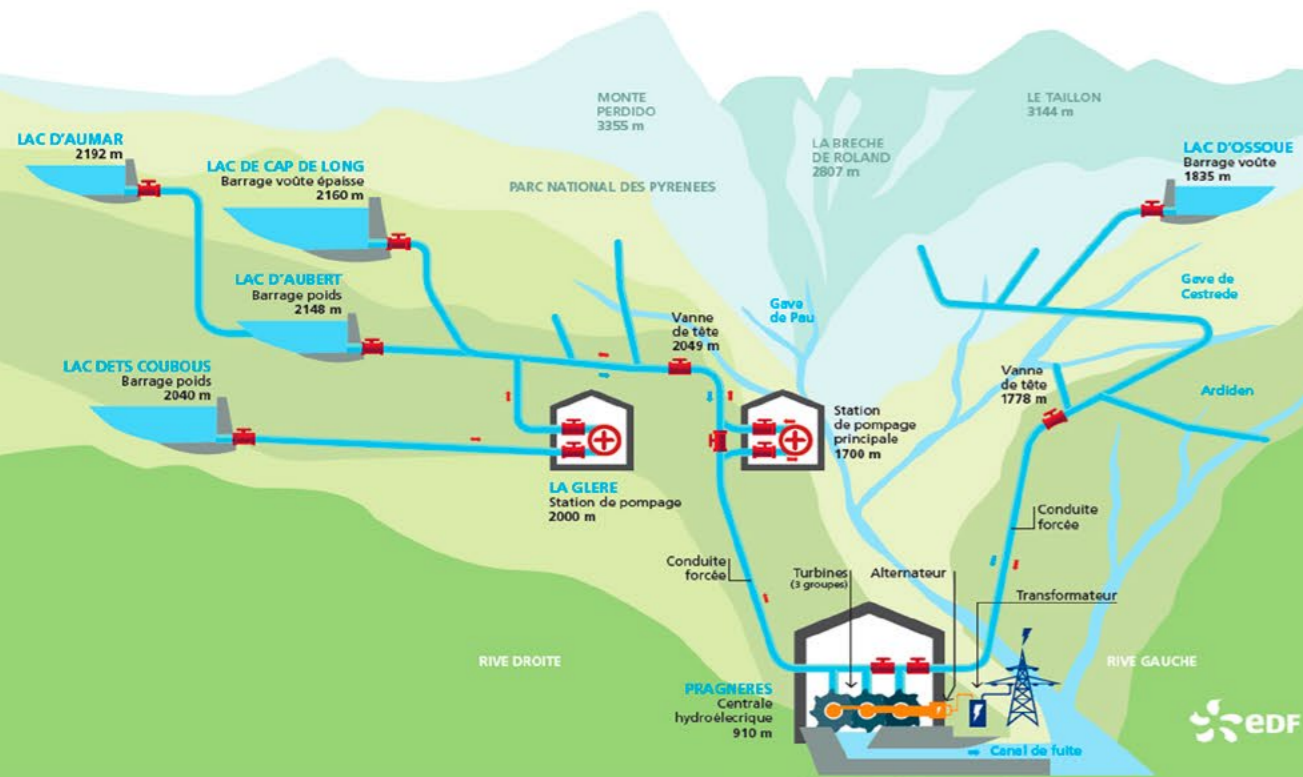 MONTE
PERDIDO
3355 m
LE TAILLON
3144 m
LAC D'AUMAR
2192 m
LA BRECHE
DE ROLAND
2807 m
LAC D'OSSOUE
Barrage voûte
1835 m
LAC DE CAP DE LONG
Barrage voûte épaisse
2160 m
PARC NATIONAL DES PYRENEES
LAC D'AUBERT
Barrage poids
2148 m
Gave
de Pau
Gave de
Cestrede
Vanne
de tête
2049 m
LAC DETS COUBOUS
Barrage poids
2040 m
Vanne
de tête
1778 m
Ardiden
Station
de pompage
principale
1700 m
LA GLERE
Station de pompage
2000 m
Conduite
forcée
Conduite
forcée
Turbines
(3 groupes)
Alternateur
Transformateur
RIVE DROITE
RIVE GAUCHE
PRAGNERES
Centrale
hydroélecrique
910 m
Canal de fuite
eDF